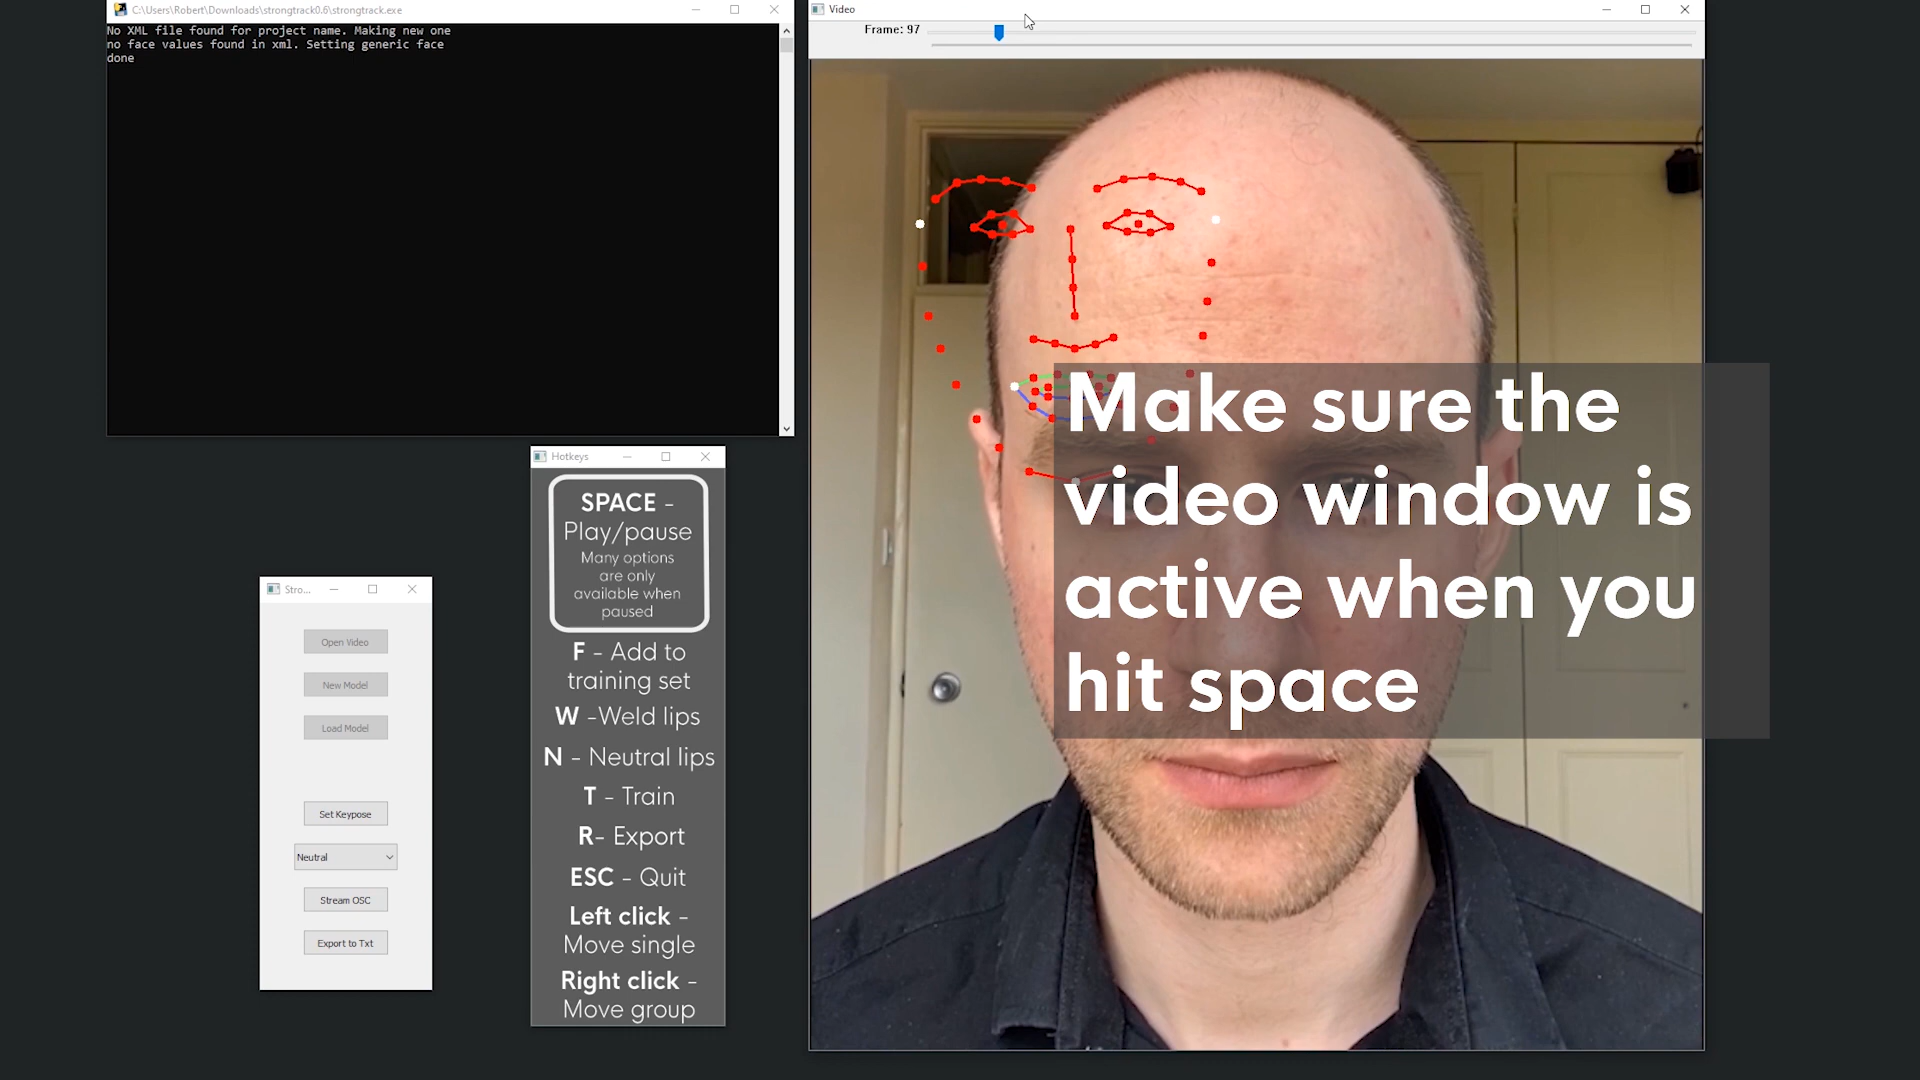 C:\Users\Robert\Downloads\strongtrack0.6\strongtrack.exe
No XML file found for project name. Making new one
no face values found in xml. Setting generic face
done
Video
Frame: 97
Make sure the
video window is
active when you
hit space
Hotkeys
SPACE -
Play/pause
Many options
are only
available when
paused
F - Add to
training set
W -Weld lips
N - Neutral lips
T - Train
R- Export
ESC - Quit
Left click -
Move single
Right click -
Move group
Stro...
Open Video
New Model
Load Model
Set Keypose
Neutral
Stream OSC
Export to Txt